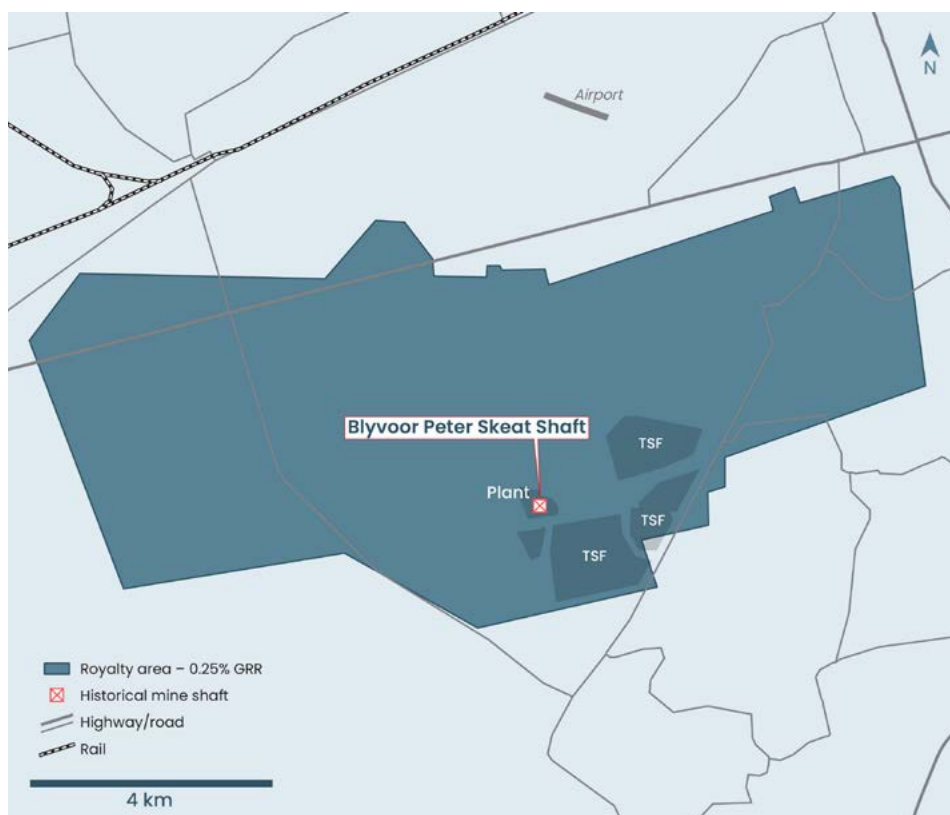 N
Airport
Blyvoor Peter Skeat Shaft
TSF
Plant
TSF
TSF
Royalty area – 0.25% GRR
Historical mine shaft
Highway/road
Rail
4 km